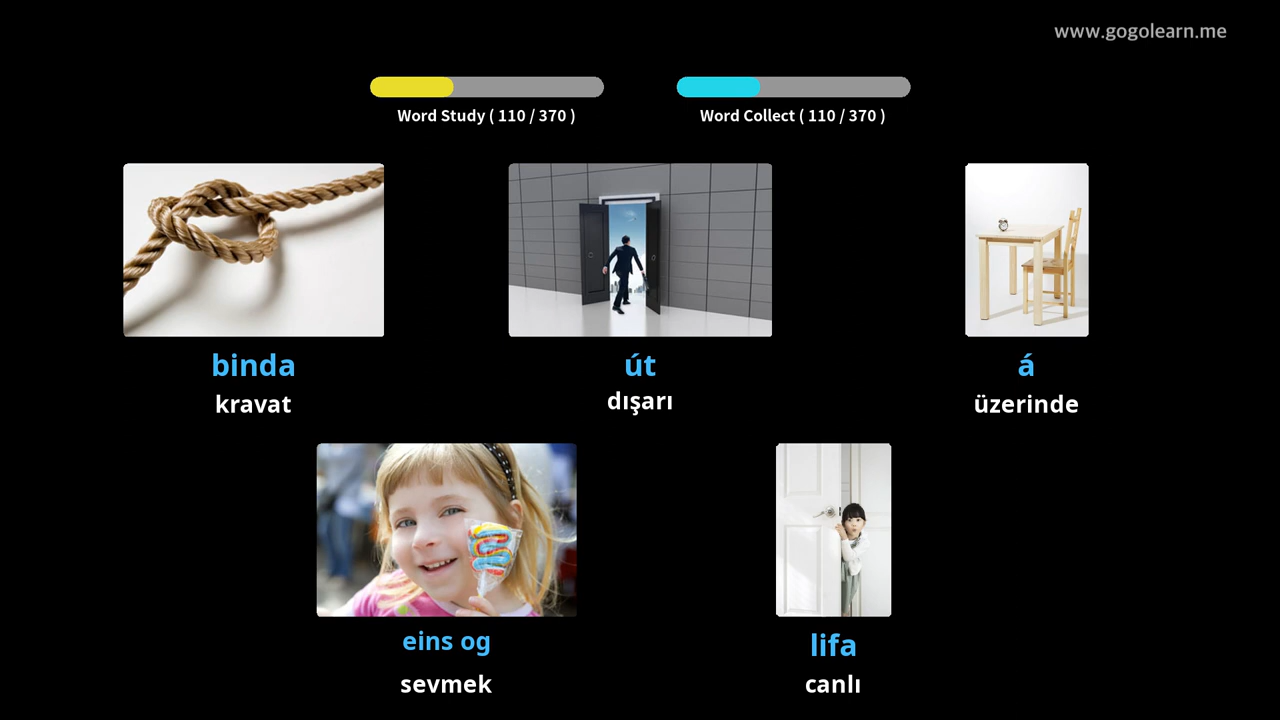 www.gogolearn.me
Word Study ( 110 / 370 )
Word Collect ( 110 / 370 )
binda
kravat
út
dışarı
á
üzerinde
eins og
sevmek
lifa
canlı